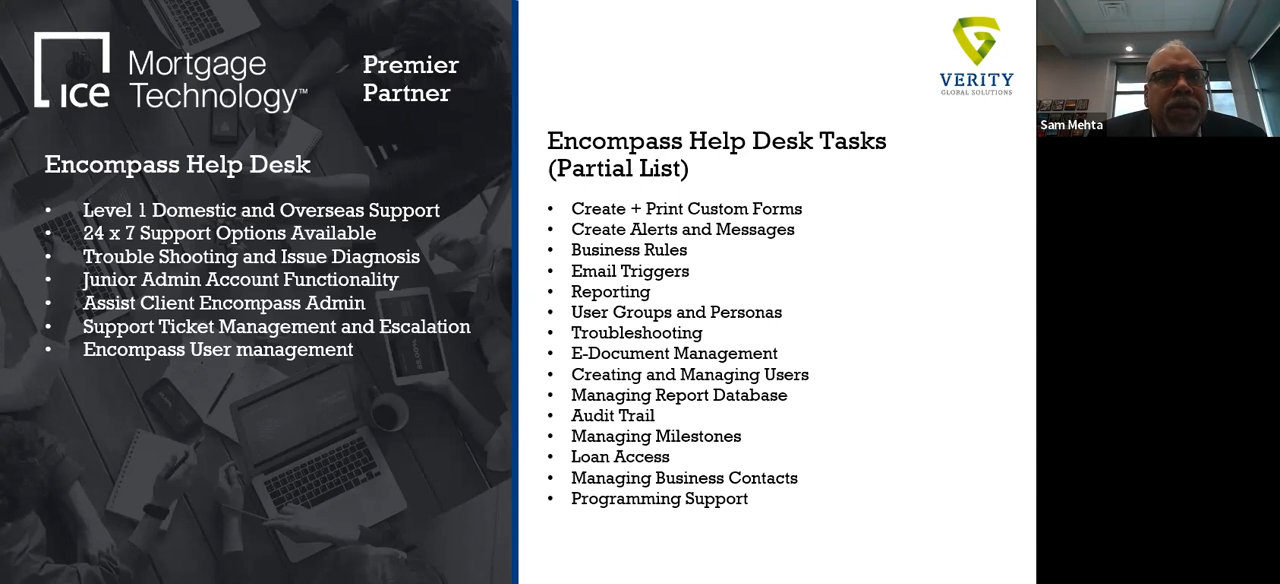 ice Mortgage
Technology™
Premier
Partner
Encompass Help Desk
• Level 1 Domestic and Overseas Support
• 24 x 7 Support Options Available
• Trouble Shooting and Issue Diagnosis
• Junior Admin Account Functionality
• Assist Client Encompass Admin
• Support Ticket Management and Escalation
• Encompass User management
VERITY
GLOBAL SOLUTIONS
Encompass Help Desk Tasks
(Partial List)
• Create + Print Custom Forms
• Create Alerts and Messages
• Business Rules
• Email Triggers
• Reporting
• User Groups and Personas
• Troubleshooting
• E-Document Management
• Creating and Managing Users
• Managing Report Database
• Audit Trail
• Managing Milestones
• Loan Access
• Managing Business Contacts
• Programming Support
Sam Mehta